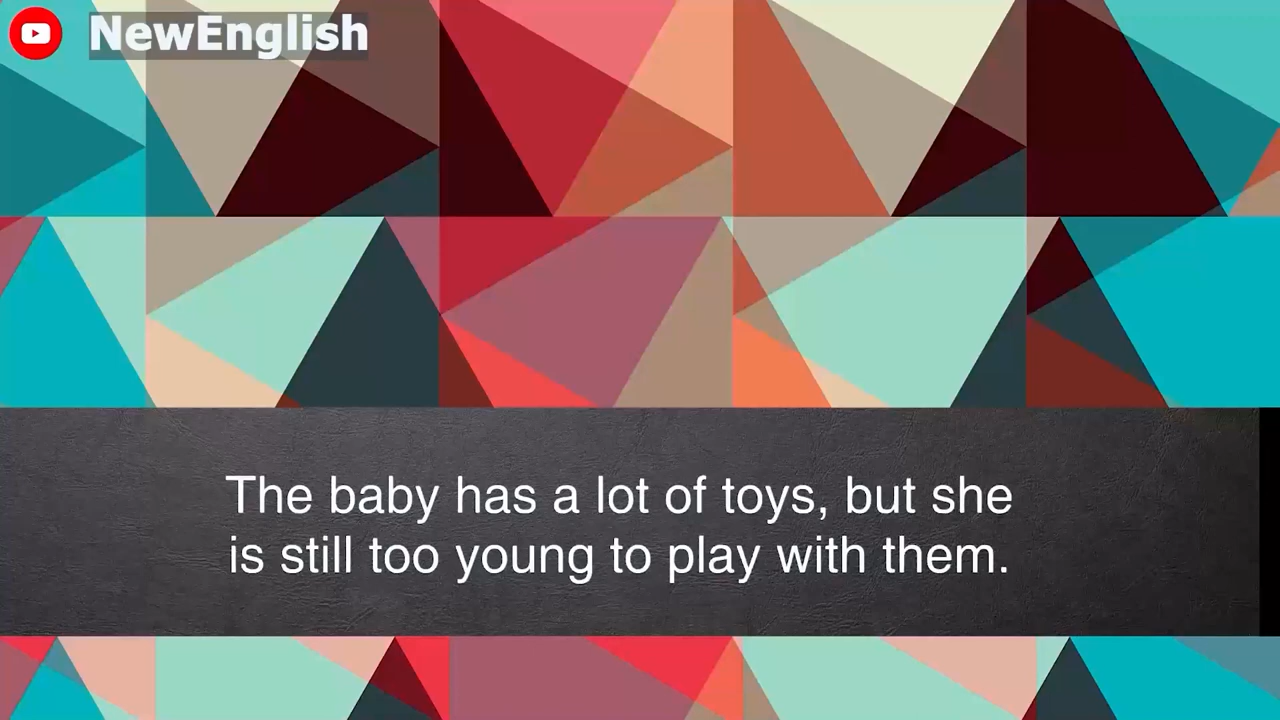 NewEnglish
The baby has a lot of toys, but she
is still too young to play with them.